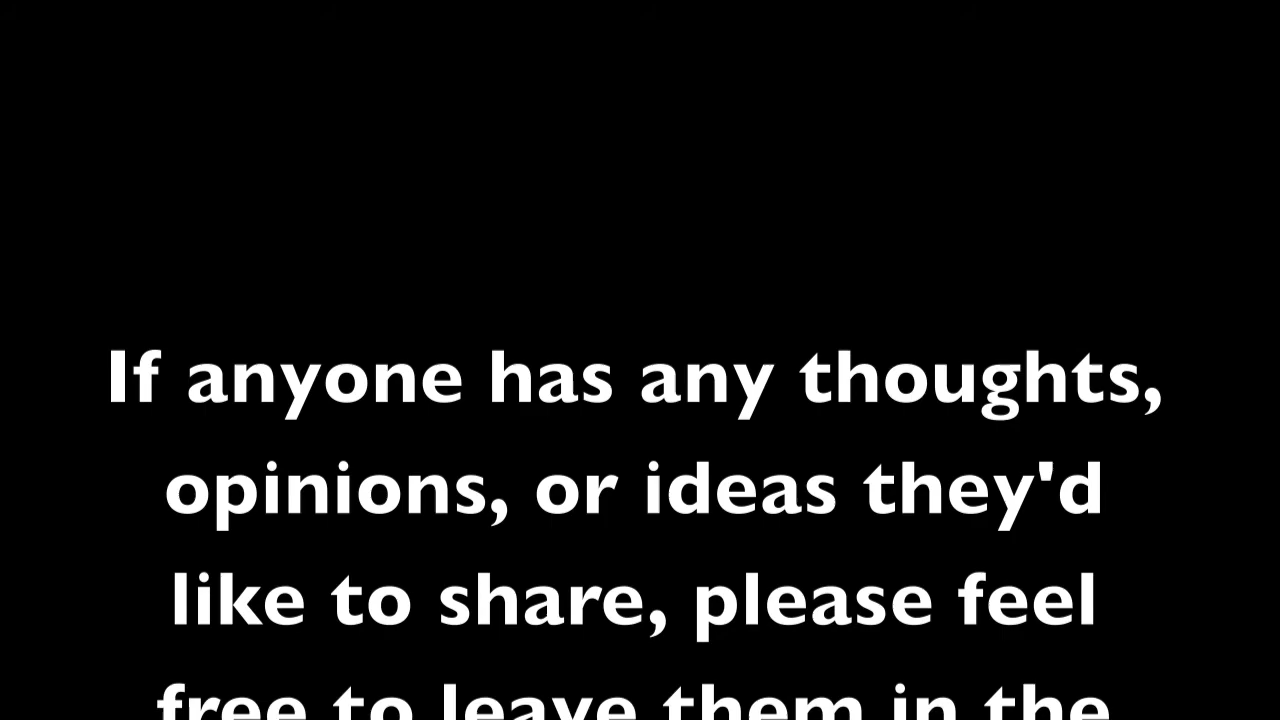 If anyone has any thoughts,
opinions, or ideas they'd
like to share, please feel
free to leave them in the